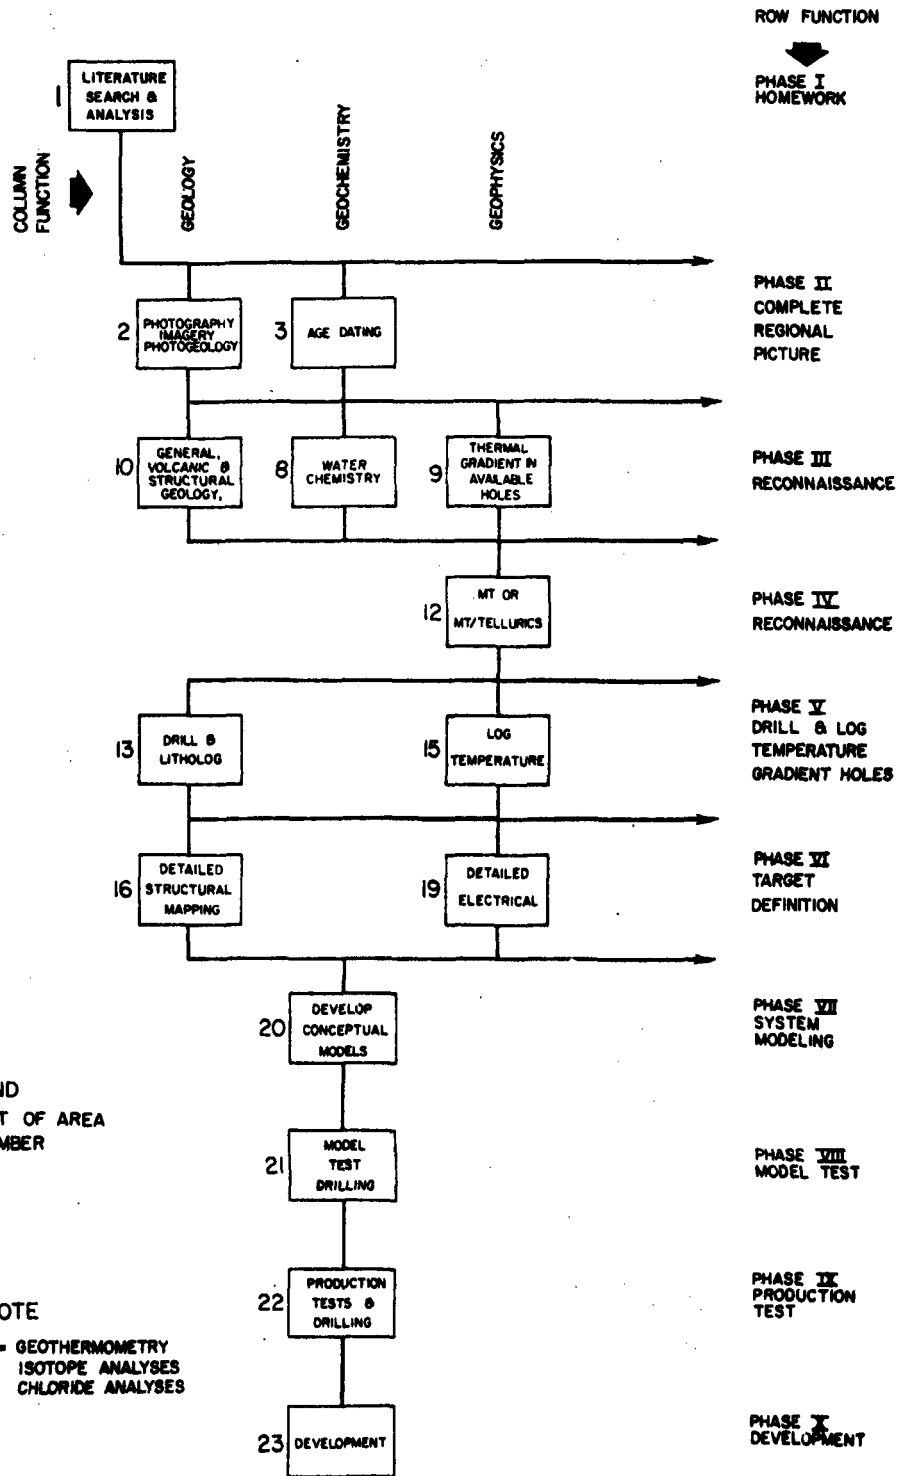 ROW FUNCTION
PHASE I
HOMEWORK
1
LITERATURE
SEARCH &
ANALYSIS
COLUMN
FUNCTION
GEOLOGY
GEOCHEMISTRY
GEOPHYSICS
PHASE II
COMPLETE
REGIONAL
PICTURE
2
PHOTOGRAPHY
IMAGERY
PHOTOGEOLOGY
3
AGE DATING
PHASE III
RECONNAISSANCE
10
GENERAL,
VOLCANIC &
STRUCTURAL
GEOLOGY,
8
WATER
CHEMISTRY
9
THERMAL
GRADIENT IN
AVAILABLE
HOLES
PHASE IV
RECONNAISSANCE
12
MT OR
MT/TELLURICS
PHASE V
DRILL & LOG
TEMPERATURE
GRADIENT HOLES
13
DRILL &
LITHOLOG
15
LOG
TEMPERATURE
PHASE VI
TARGET
DEFINITION
16
DETAILED
STRUCTURAL
MAPPING
19
DETAILED
ELECTRICAL
PHASE VII
SYSTEM
MODELING
20
DEVELOP
CONCEPTUAL
MODELS
ND
T OF AREA
MBER
PHASE VIII
MODEL TEST
21
MODEL
TEST
DRILLING
PHASE IX
PRODUCTION
TEST
22
PRODUCTION
TESTS &
DRILLING
OTE
= GEOTHERMOMETRY
ISOTOPE ANALYSES
CHLORIDE ANALYSES
PHASE X
DEVELOPMENT
23
DEVELOPMENT